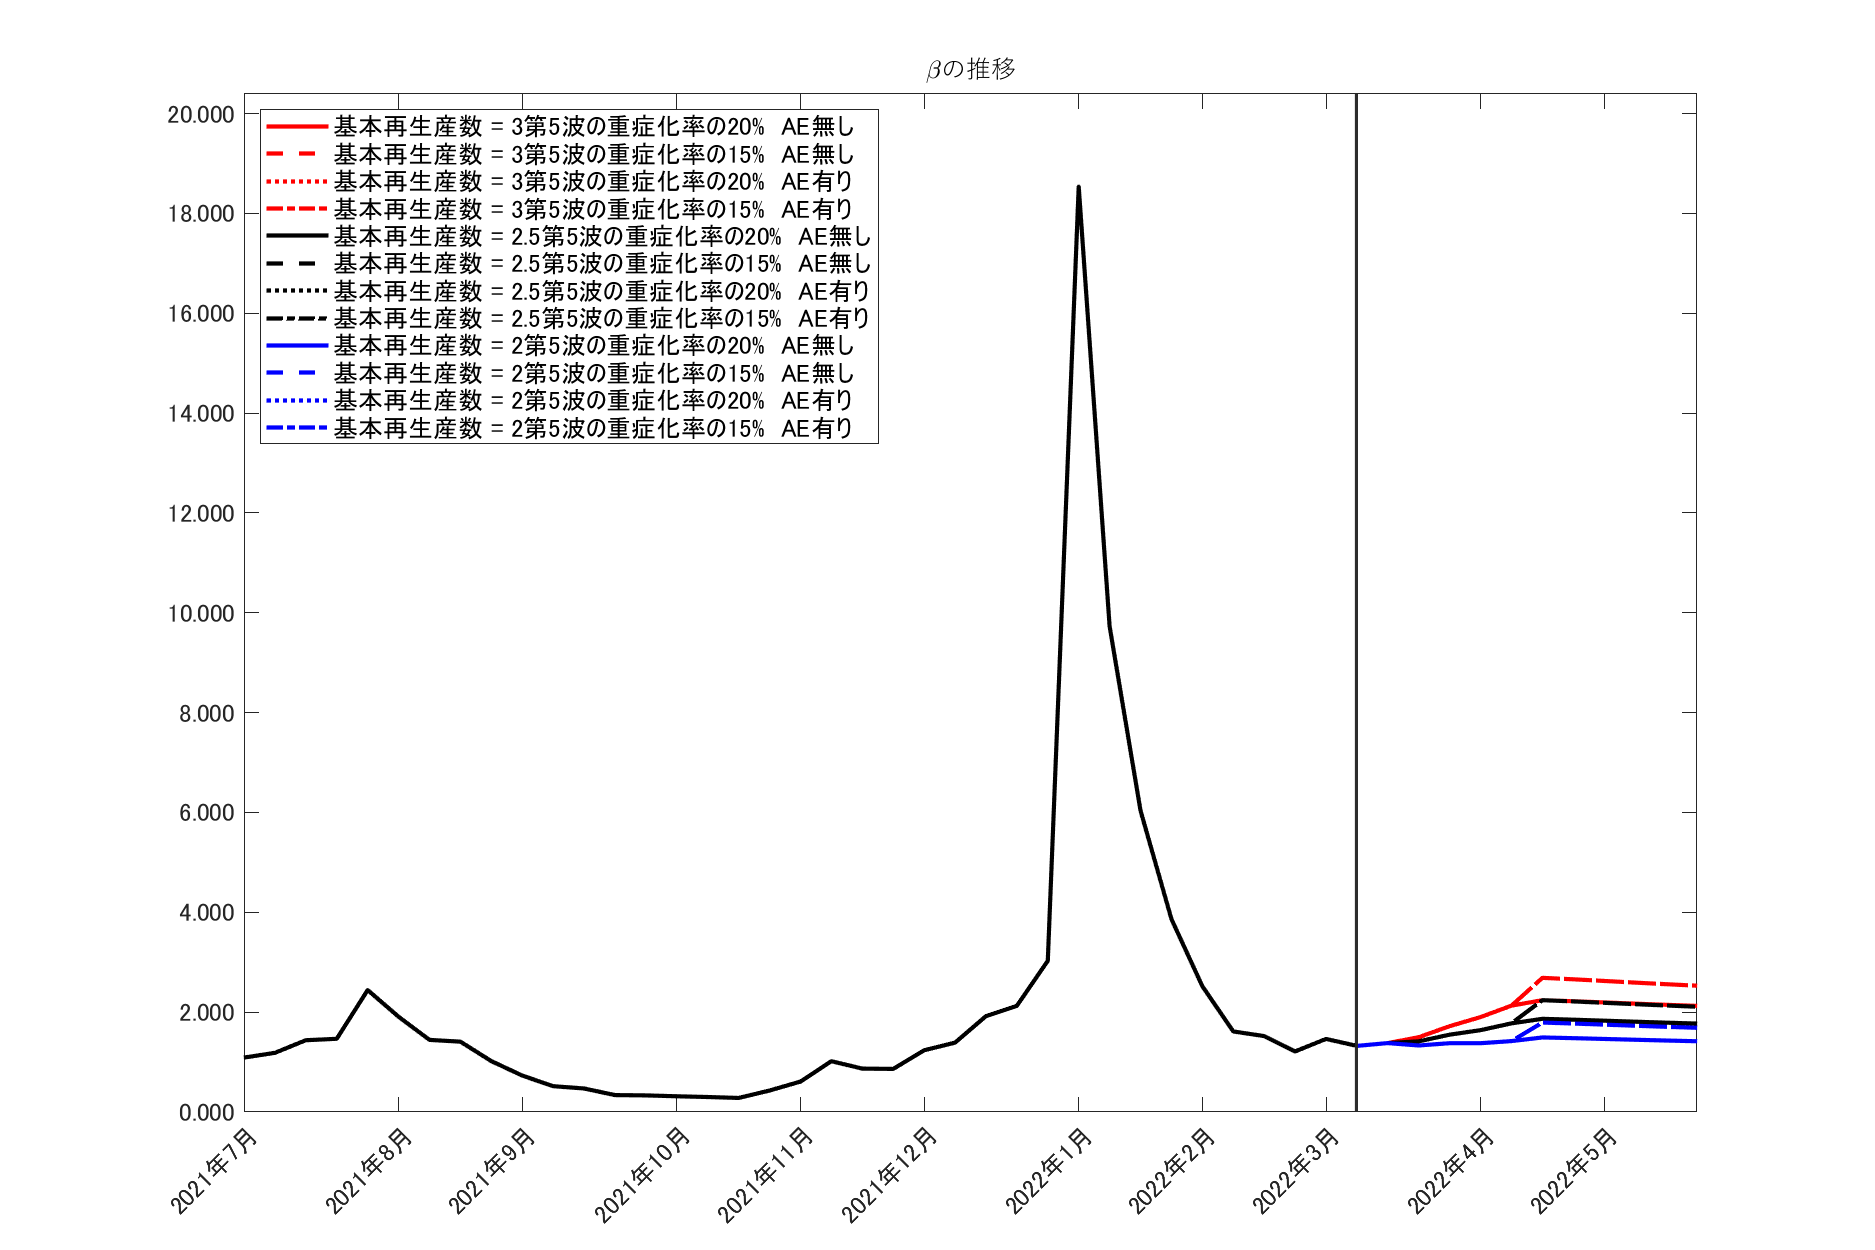 βの推移
20.000
18.000
16.000
14.000
12.000
10.000
8.000
6.000
4.000
2.000
0.000
基本再生産数 = 3第5波の重症化率の20%　AE無し
基本再生産数 = 3第5波の重症化率の15%　AE無し
基本再生産数 = 3第5波の重症化率の20%　AE有り
基本再生産数 = 3第5波の重症化率の15%　AE有り
基本再生産数 = 2.5第5波の重症化率の20%　AE無し
基本再生産数 = 2.5第5波の重症化率の15%　AE無し
基本再生産数 = 2.5第5波の重症化率の20%　AE有り
基本再生産数 = 2.5第5波の重症化率の15%　AE有り
基本再生産数 = 2第5波の重症化率の20%　AE無し
基本再生産数 = 2第5波の重症化率の15%　AE無し
基本再生産数 = 2第5波の重症化率の20%　AE有り
基本再生産数 = 2第5波の重症化率の15%　AE有り
2021年7月
2021年8月
2021年9月
2021年10月
2021年11月
2021年12月
2022年1月
2022年2月
2022年3月
2022年4月
2022年5月